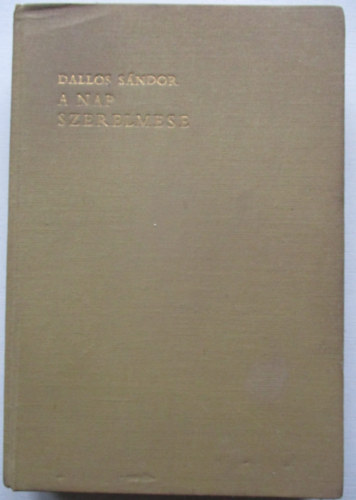 DALLOS SÁNDOR
A NAP
SZERELMESE